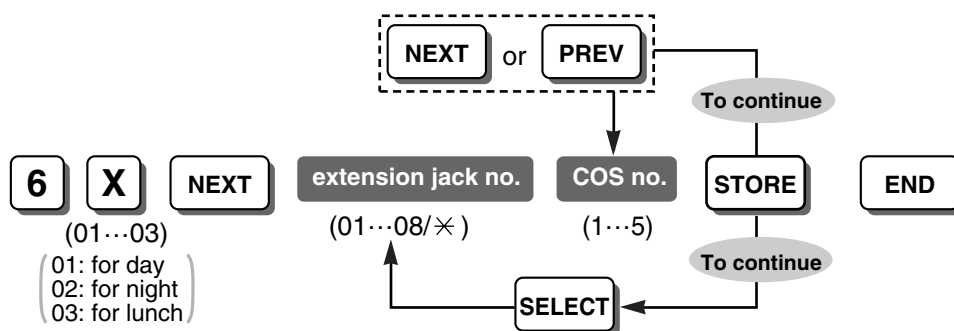 NEXT or PREV
To continue
6 X NEXT extension jack no. COS no. STORE END
(01···03) (01···08/✳) (1···5)
To continue
01: for day
02: for night
03: for lunch
SELECT